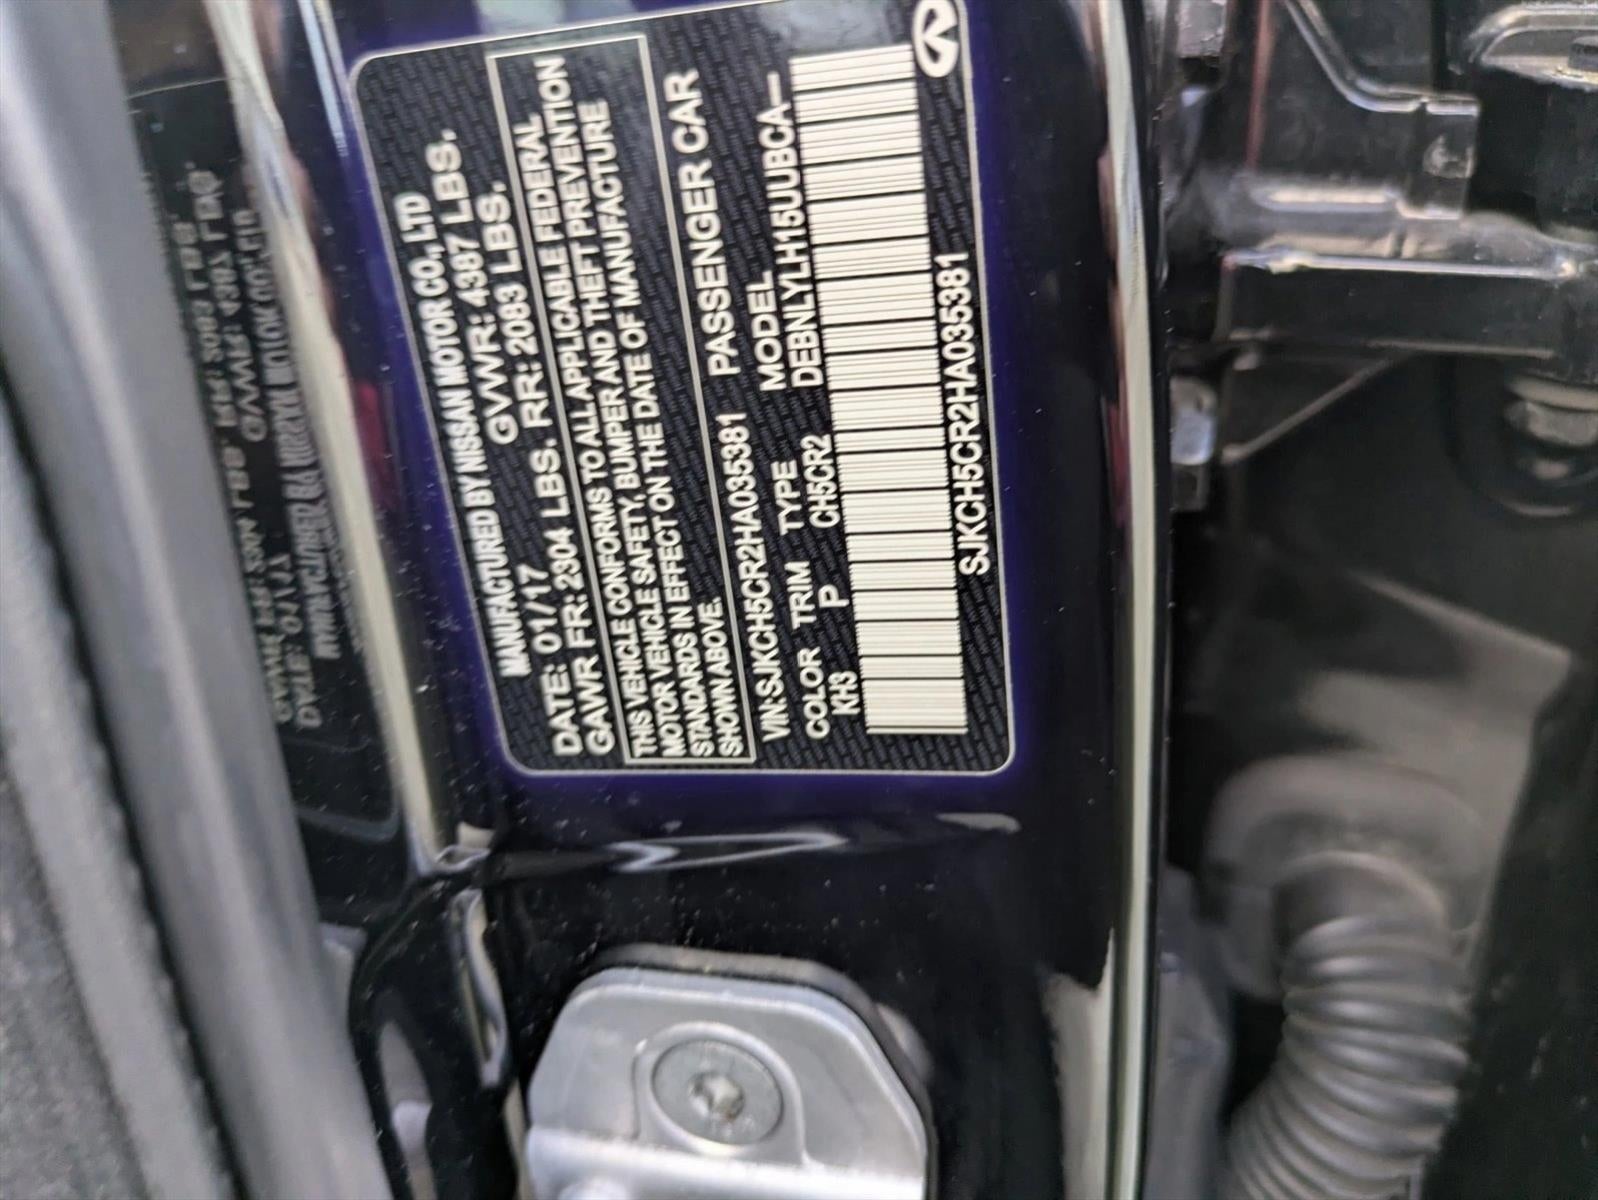 MANUFACTURED BY NISSAN MOTOR CO., LTD
DATE: 01/17 GVWR: 4387 LBS.
GAWR FR: 2304 LBS. RR: 2083 LBS.
THIS VEHICLE CONFORMS TO ALL APPLICABLE FEDERAL
MOTOR VEHICLE SAFETY, BUMPER AND THEFT PREVENTION
STANDARDS IN EFFECT ON THE DATE OF MANUFACTURE
SHOWN ABOVE.
VIN: SJKCH5CR2HA035381 PASSENGER CAR
COLOR TRIM TYPE MODEL
KH3 P CH5CR2 DEBNLYLH15UUBCA-
SJKCH5CR2HA035381